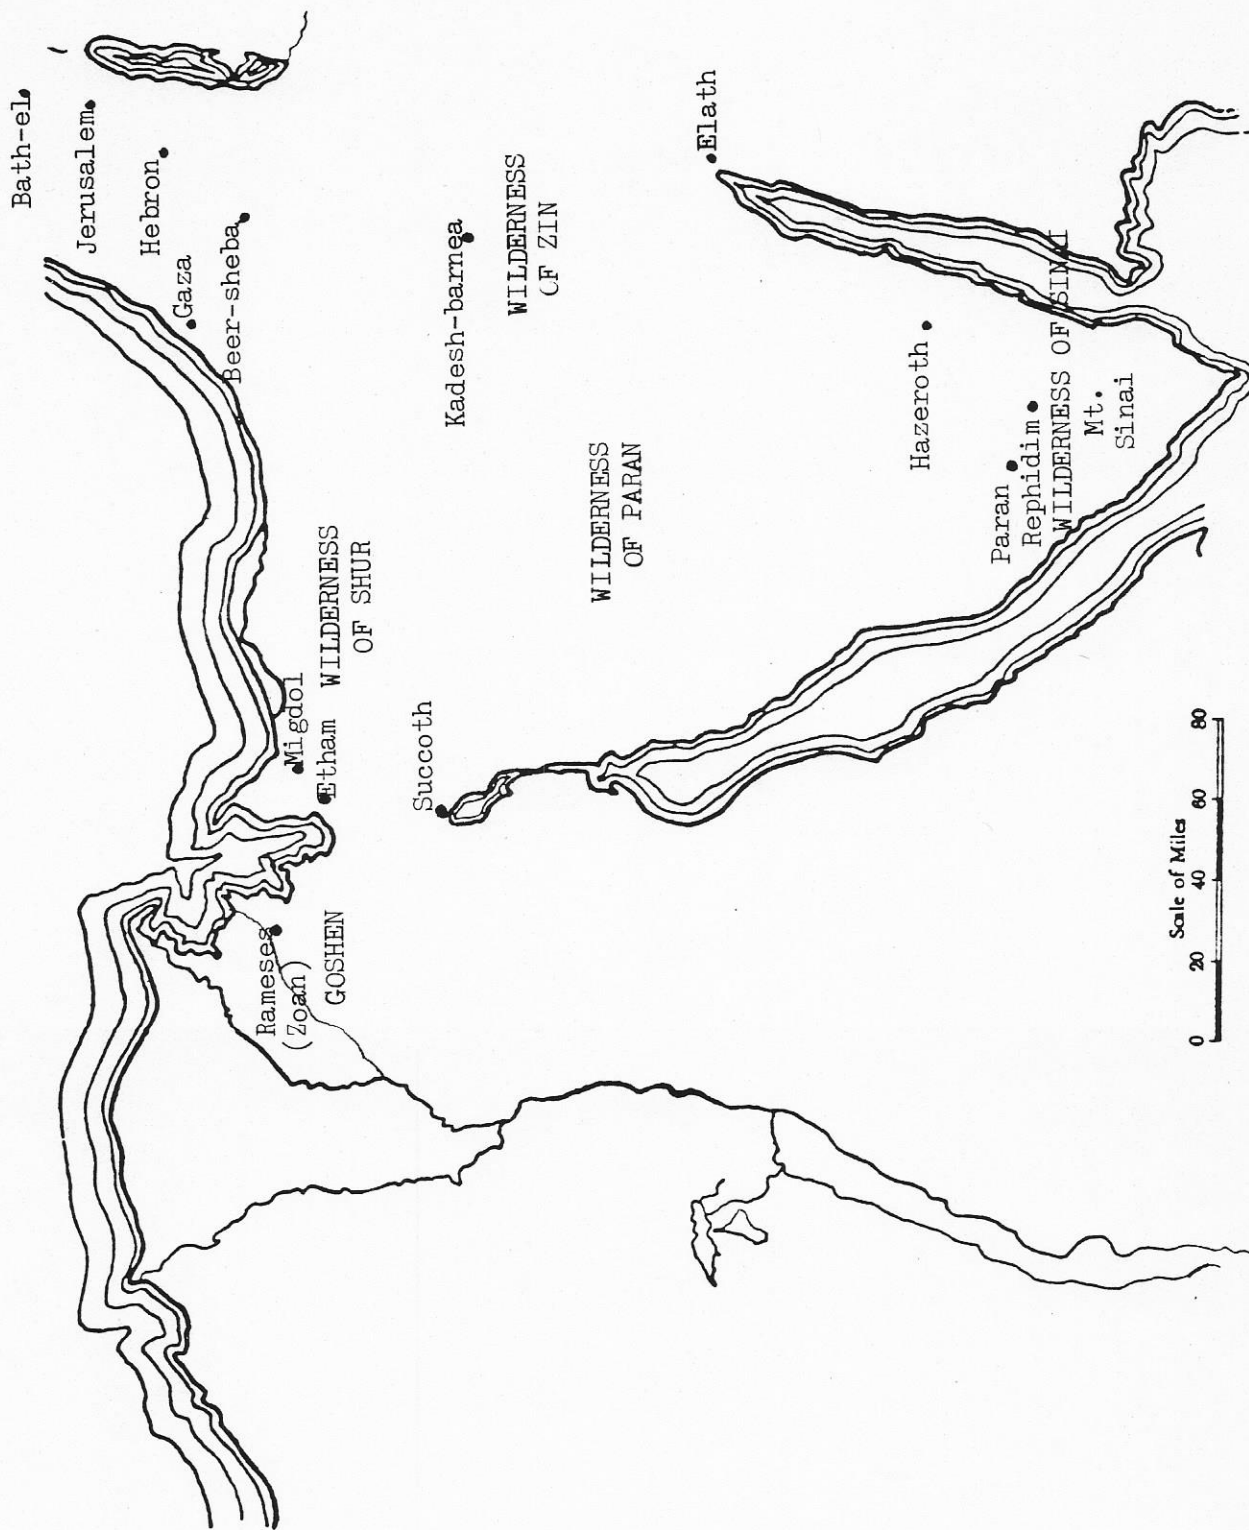 Bath-el
Jerusalem
Hebron
Gaza
Beer-sheba
Kadesh-barnea
WILDERNESS
OF ZIN
Elath
WILDERNESS
OF SHUR
Migdol
Etham
WILDERNESS
OF PARAN
Succoth
Hazeroth
Paran
Rephidim
WILDERNESS OF SINAI
Mt.
Sinai
Rameses
(Zoan)
GOSHEN
Scale of Miles
0 20 40 60 80